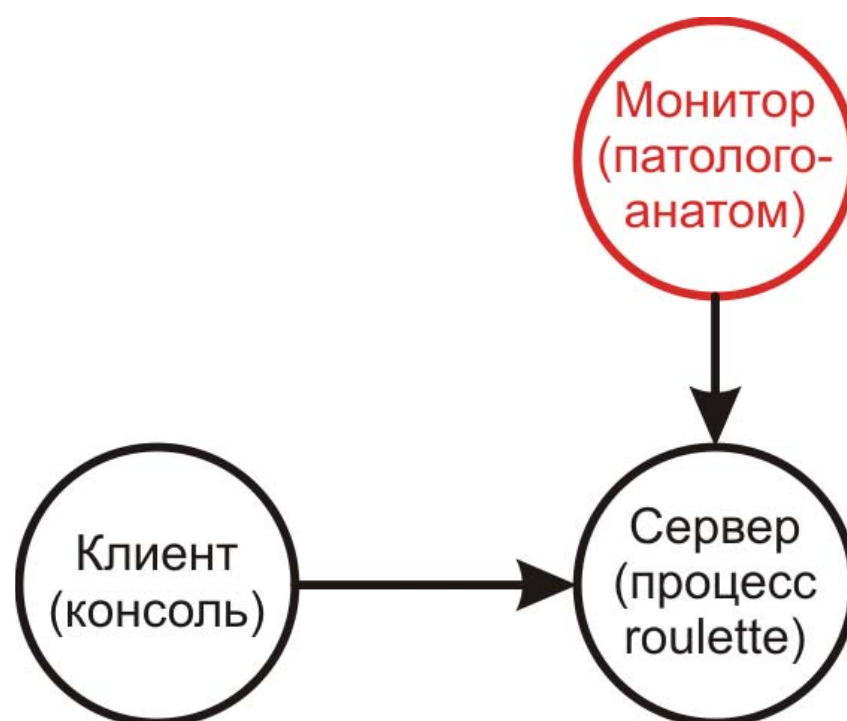 Монитор
(патолого-
анатом)
Клиент
(консоль)
Сервер
(процесс
roulette)